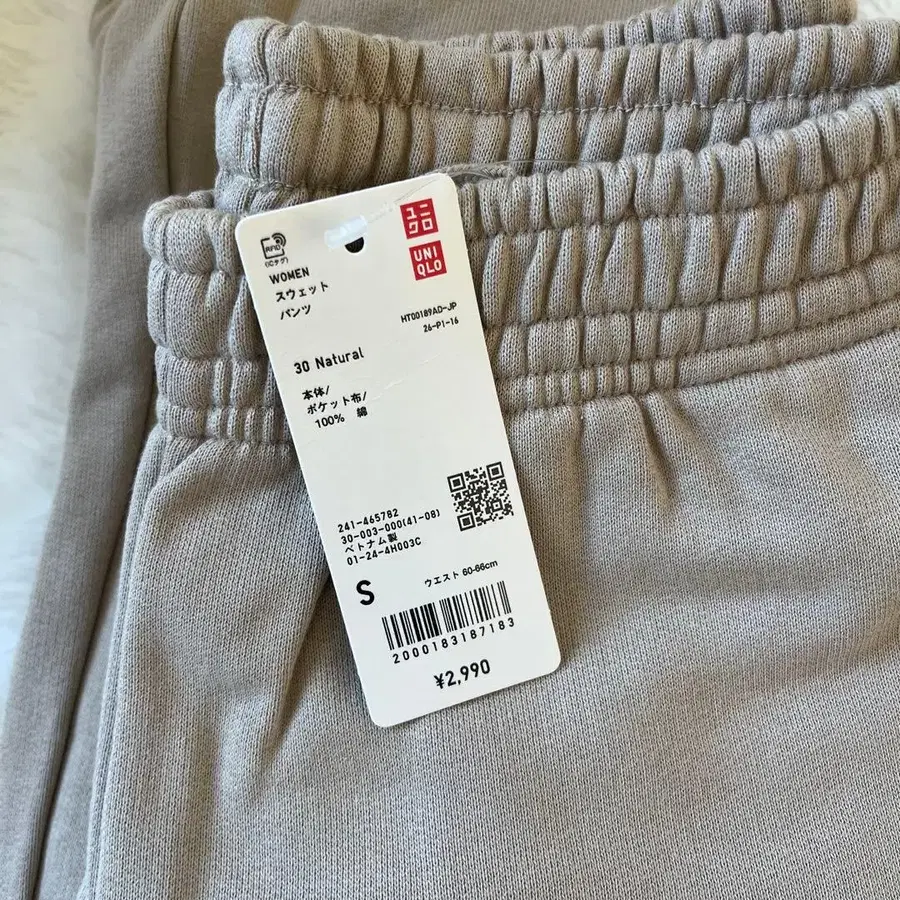 ユニ
クロ
UNI
QLO
RFID
(ICタグ)
WOMEN
スウェット
パンツ
HT00189AD-JP
26-P1-16
30 Natural
本体/
ポケット布/
100% 綿
241-465782
30-003-000(41-08)
ベトナム製
01-24-4H003C
S
ウエスト 60-66cm
2000183187183
¥2,990